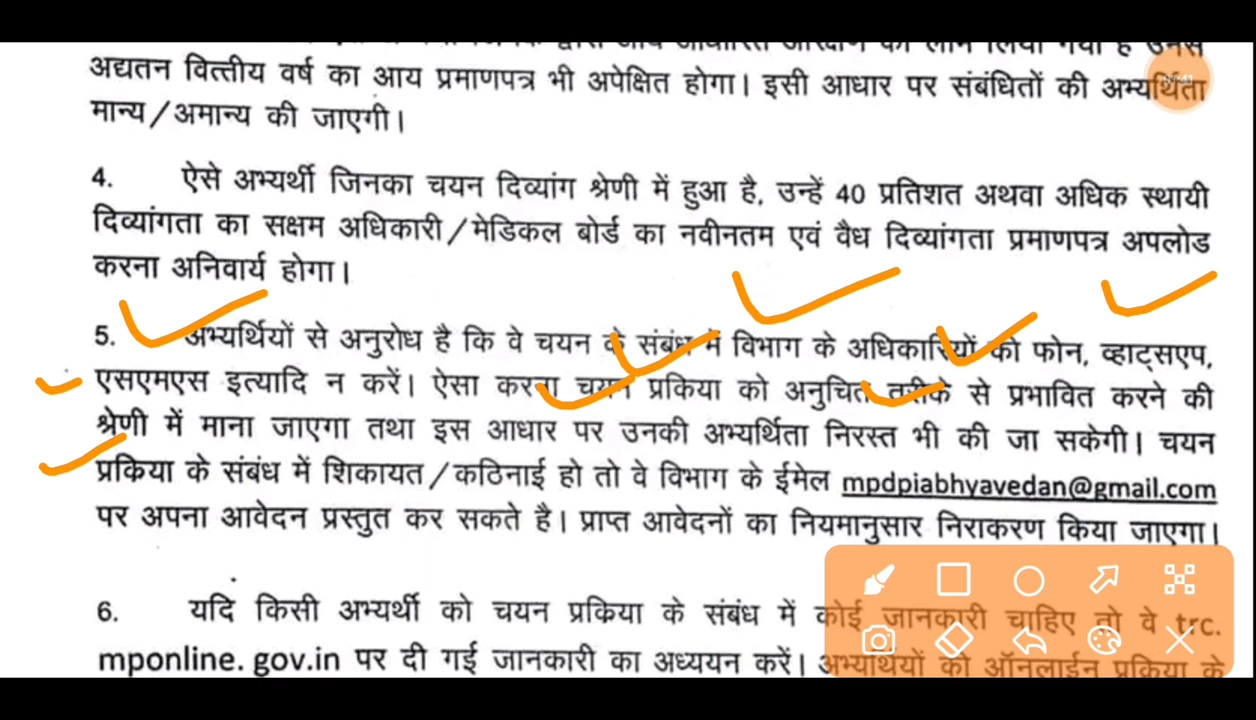 अद्यतन वित्तीय वर्ष का आय प्रमाणपत्र भी अपेक्षित होगा। इसी आधार पर संबंधितों की अभ्यर्थिता
मान्य/अमान्य की जाएगी।
4. ऐसे अभ्यर्थी जिनका चयन दिव्यांग श्रेणी में हुआ है, उन्हें 40 प्रतिशत अथवा अधिक स्थायी
दिव्यांगता का सक्षम अधिकारी/मेडिकल बोर्ड का नवीनतम एवं वैध दिव्यांगता प्रमाणपत्र अपलोड
करना अनिवार्य होगा।
5. अभ्यर्थियों से अनुरोध है कि वे चयन के संबंध में विभाग के अधिकारियों को फोन, व्हाट्सएप,
एसएमएस इत्यादि न करें। ऐसा करना चयन प्रकिया को अनुचित तरीके से प्रभावित करने की
श्रेणी में माना जाएगा तथा इस आधार पर उनकी अभ्यर्थिता निरस्त भी की जा सकेगी। चयन
प्रकिया के संबंध में शिकायत/कठिनाई हो तो वे विभाग के ईमेल mpdpiabhyavedan@gmail.com
पर अपना आवेदन प्रस्तुत कर सकते है। प्राप्त आवेदनों का नियमानुसार निराकरण किया जाएगा।
6. यदि किसी अभ्यर्थी को चयन प्रकिया के संबंध में कोई जानकारी चाहिए तो वे trc.
mponline. gov.in पर दी गई जानकारी का अध्ययन करें। अभ्यर्थियों को ऑनलाईन प्रकिया के